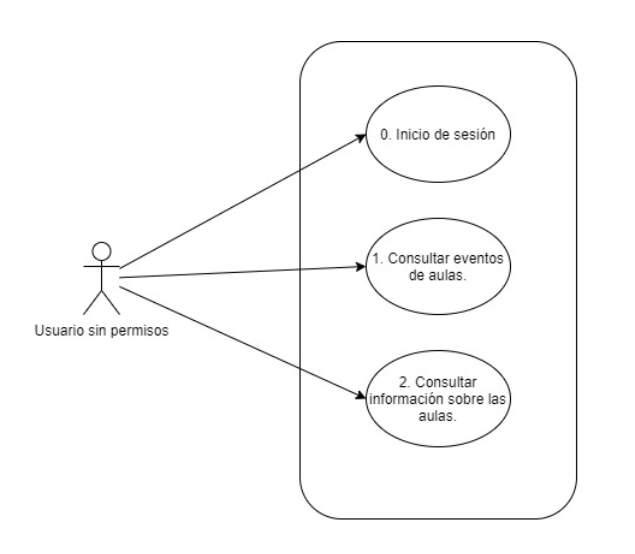 0. Inicio de sesión
1. Consultar eventos
de aulas.
Usuario sin permisos
2. Consultar
información sobre las
aulas.